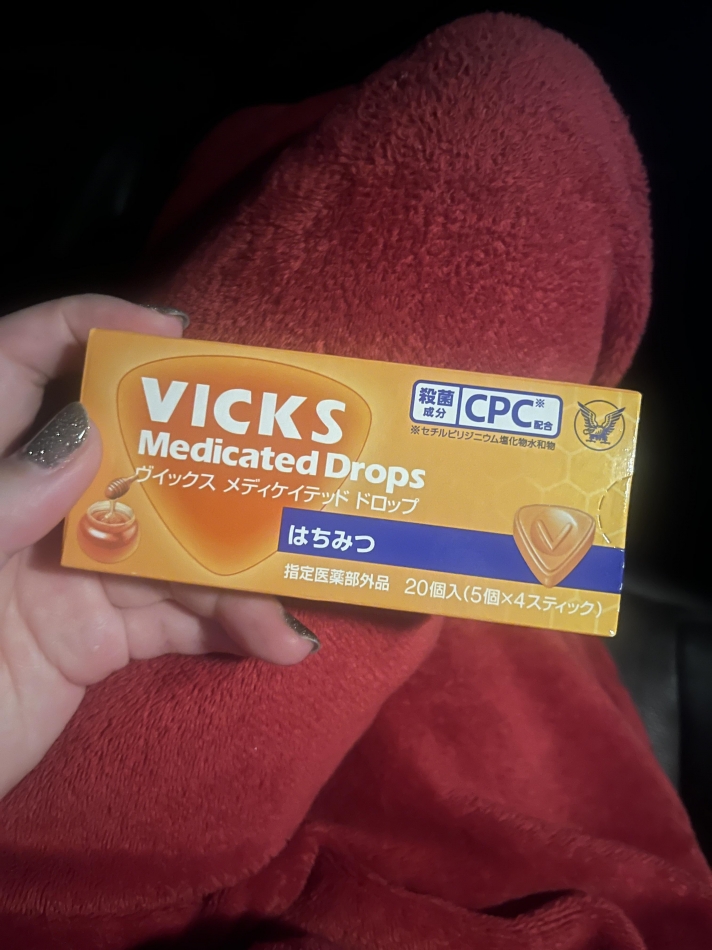 VICKS
Medicated Drops
ヴイックス メディケイテッド ドロップ
殺菌
成分
CPC※
配合
※セチルピリジニウム塩化物水和物
はちみつ
指定医薬部外品 20個入(5個×4スティック)
V